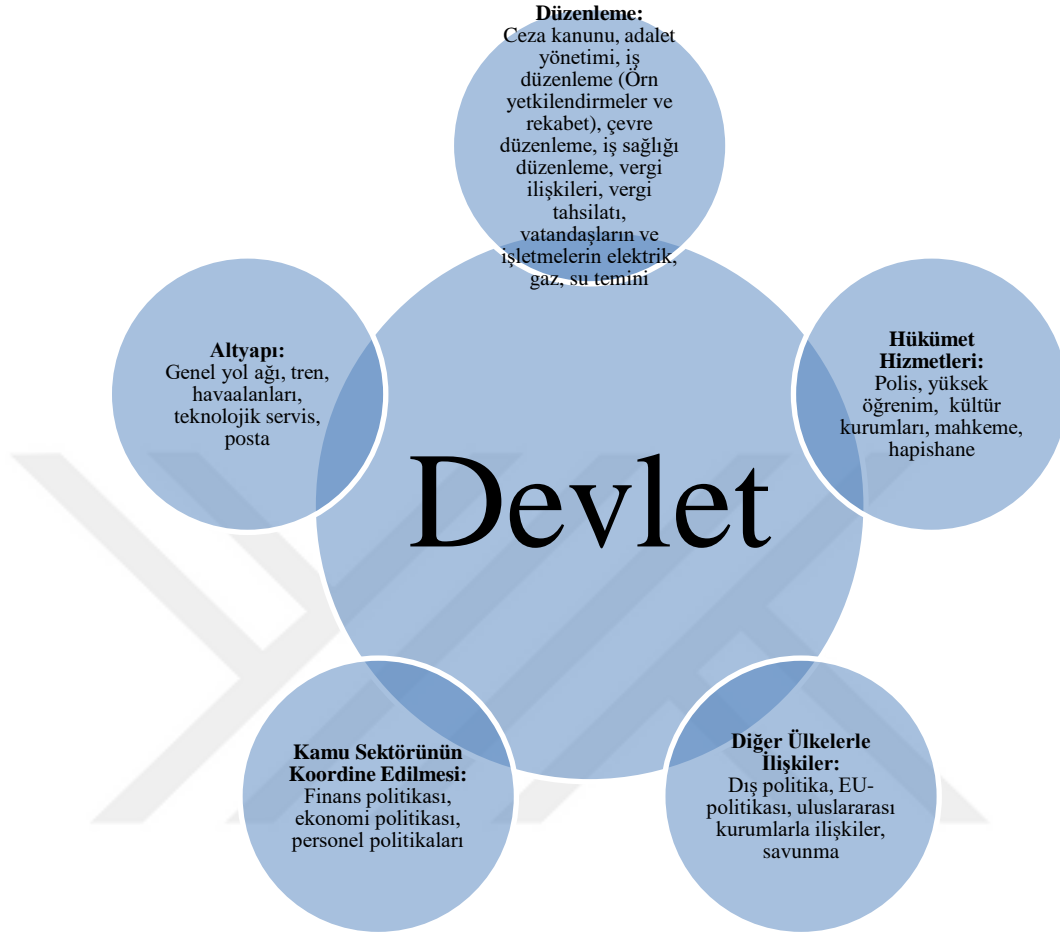 Düzenleme:
Ceza kanunu, adalet
yönetimi, iş
düzenleme (Örn
yetkilendirmeler ve
rekabet), çevre
düzenleme, iş sağlığı
düzenleme, vergi
ilişkileri, vergi
tahsilatı,
vatandaşların ve
işletmelerin elektrik,
gaz, su temini
Hükümet
Hizmetleri:
Polis, yüksek
öğrenim, kültür
kurumları, mahkeme,
hapishane
Altyapı:
Genel yol ağı, tren,
havaalanları,
teknolojik servis,
posta
Devlet
Kamu Sektörünün
Koordine Edilmesi:
Finans politikası,
ekonomi politikası,
personel politikaları
Diğer Ülkelerle
İlişkiler:
Dış politika, EU-
politikası, uluslararası
kurumlarla ilişkiler,
savunma